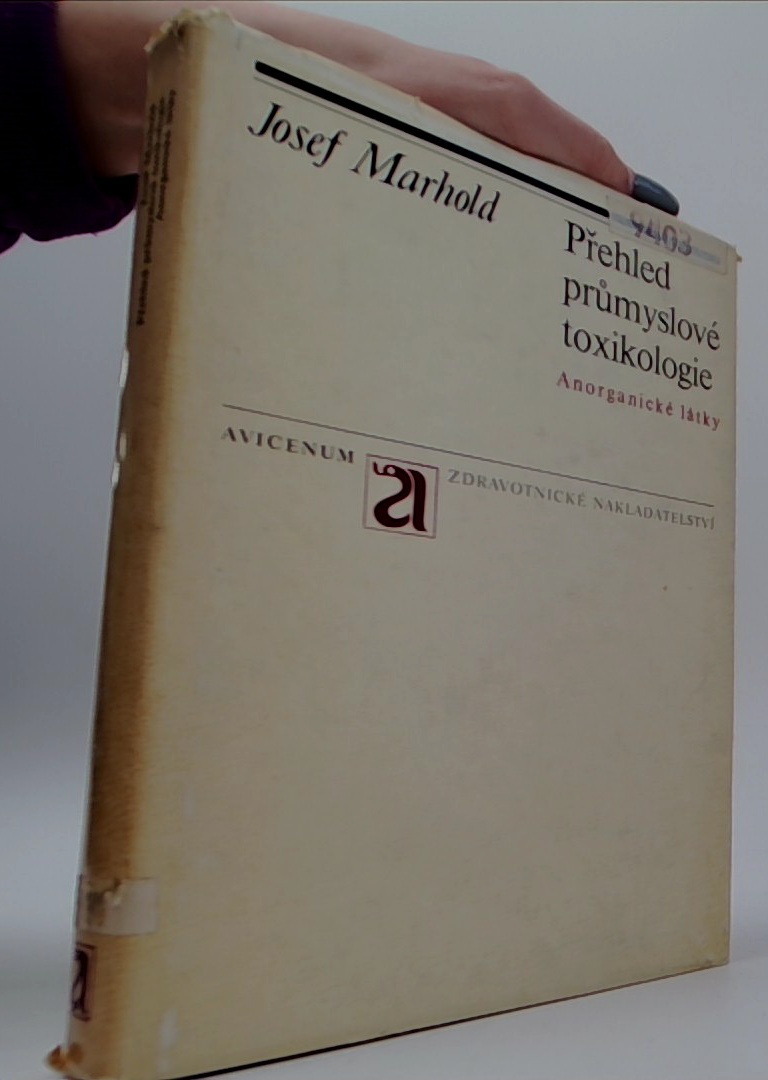 Josef Marhold
9403
Přehled
průmyslové
toxikologie
Anorganické látky
AVICENUM
ZDRAVOTNICKÉ NAKLADATELSTVÍ